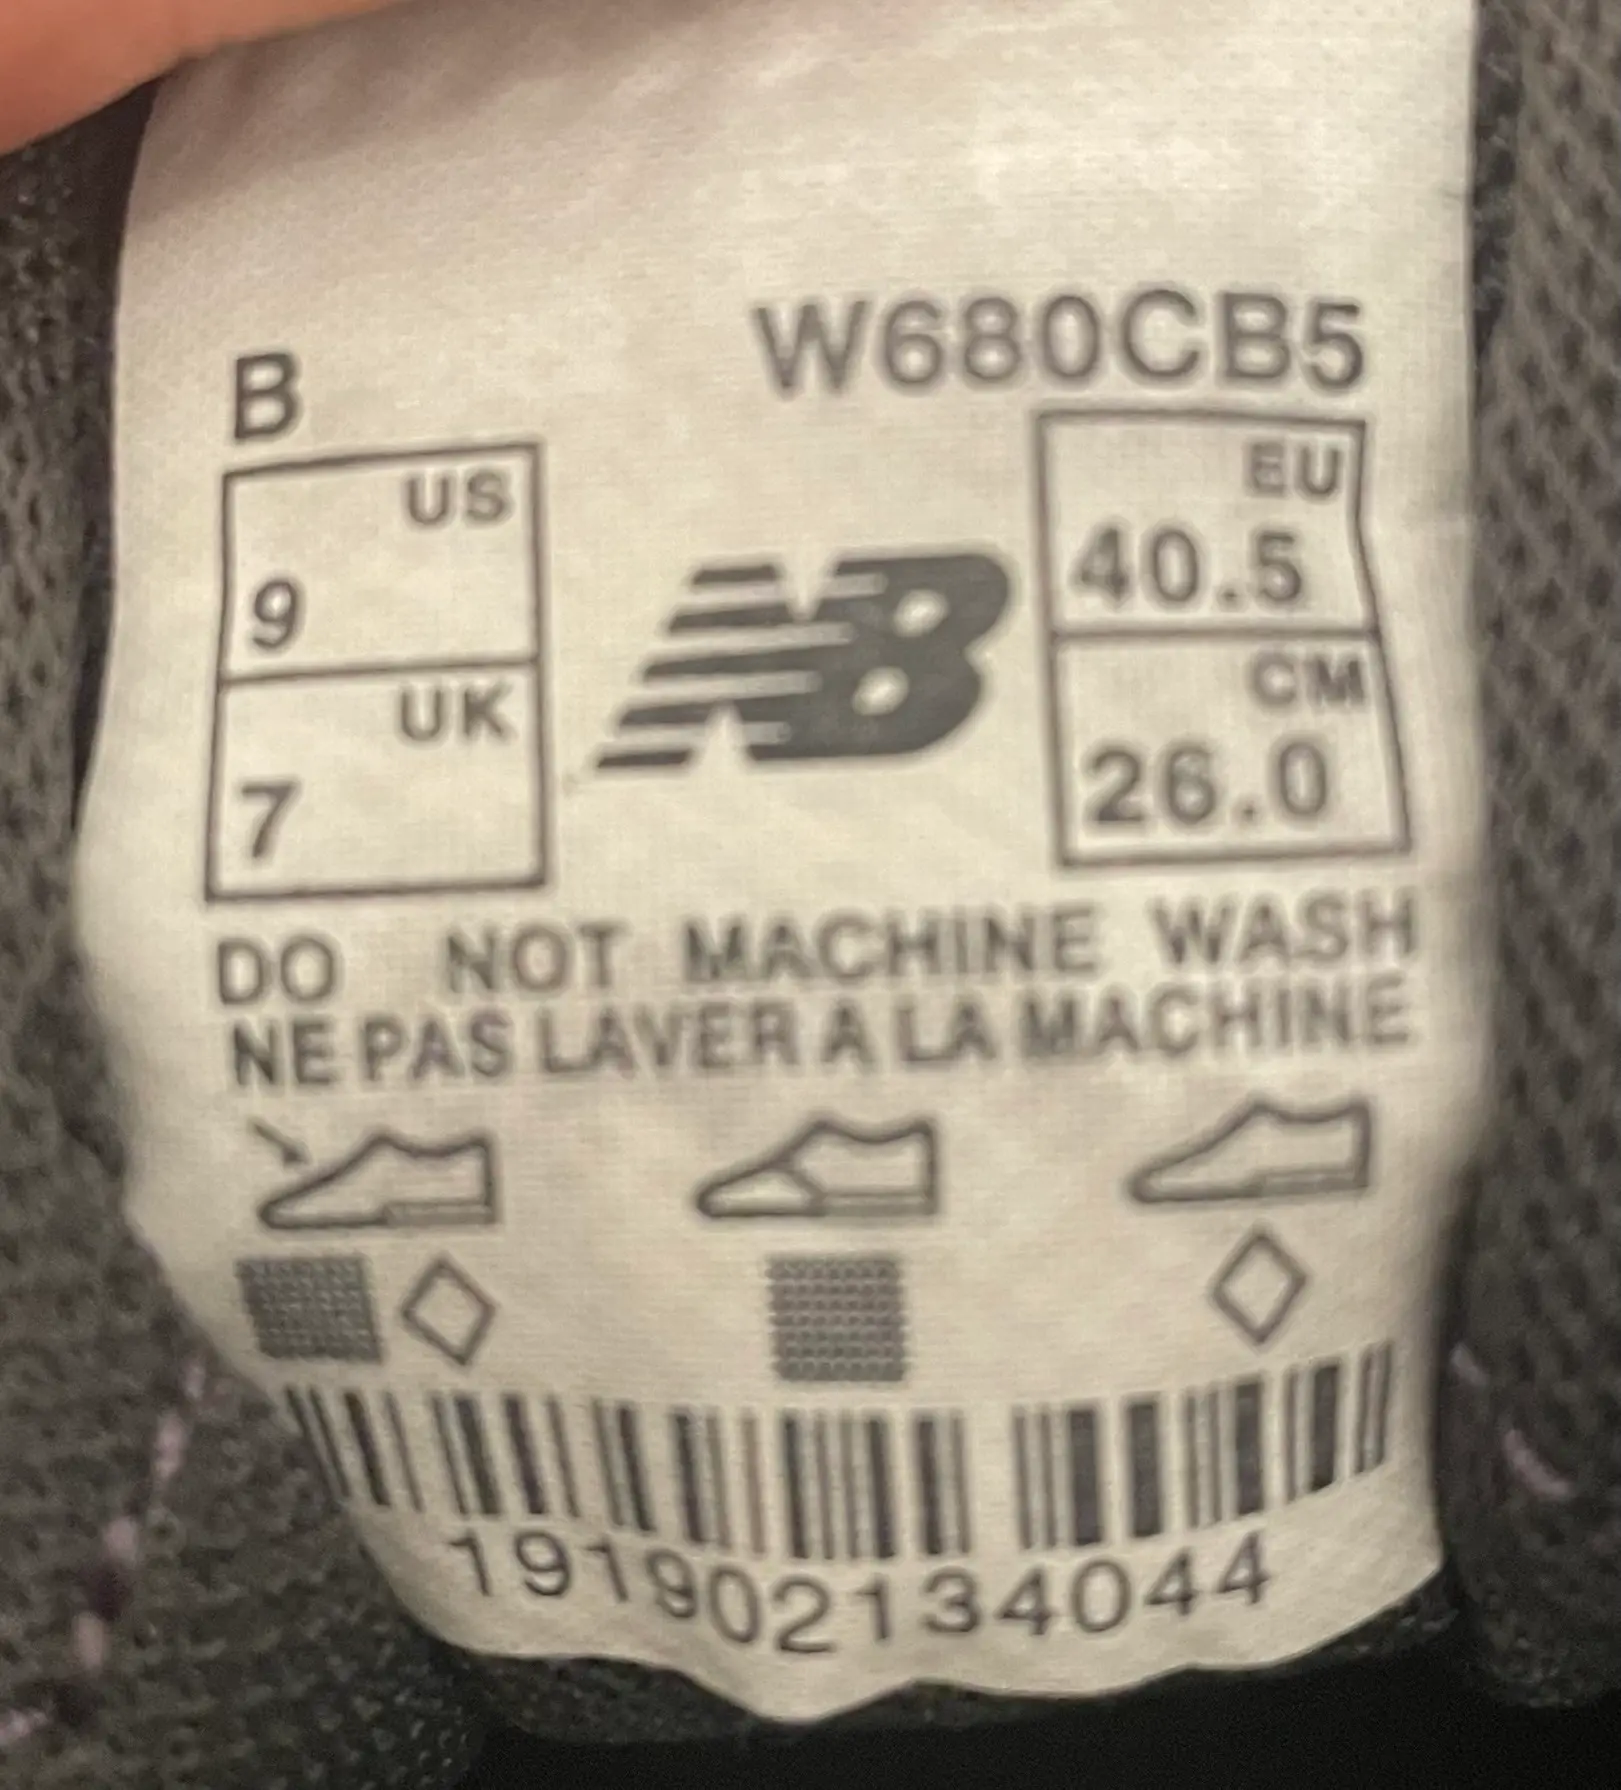 W680CB5
B
US
9
UK
7
NB
EU
40.5
CM
26.0
DO NOT MACHINE WASH
NE PAS LAVER A LA MACHINE
191902134044